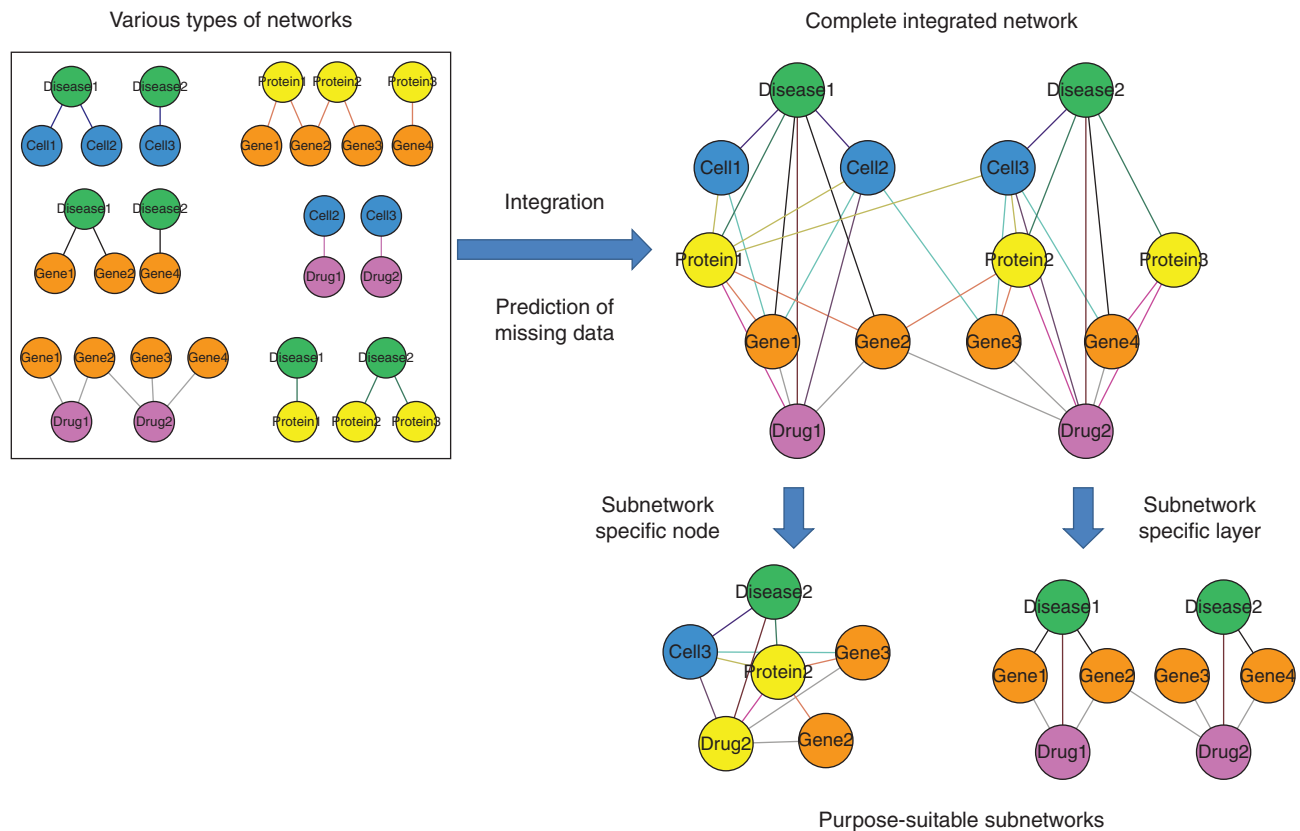 Various types of networks
Complete integrated network
Disease1
Disease2
Cell1
Cell2
Cell3
Protein1
Protein2
Protein3
Gene1
Gene2
Gene3
Gene4
Disease1
Disease2
Gene1
Gene2
Gene4
Cell2
Cell3
Drug1
Drug2
Gene1
Gene2
Gene3
Gene4
Drug1
Drug2
Disease1
Disease2
Protein1
Protein2
Protein3
Integration
Prediction of
missing data
Disease1
Disease2
Cell1
Cell2
Cell3
Protein1
Protein2
Protein3
Gene1
Gene2
Gene3
Gene4
Drug1
Drug2
Subnetwork
specific node
Subnetwork
specific layer
Disease2
Cell3
Gene3
Protein2
Drug2
Gene2
Disease1
Disease2
Gene1
Gene2
Gene3
Gene4
Drug1
Drug2
Purpose-suitable subnetworks